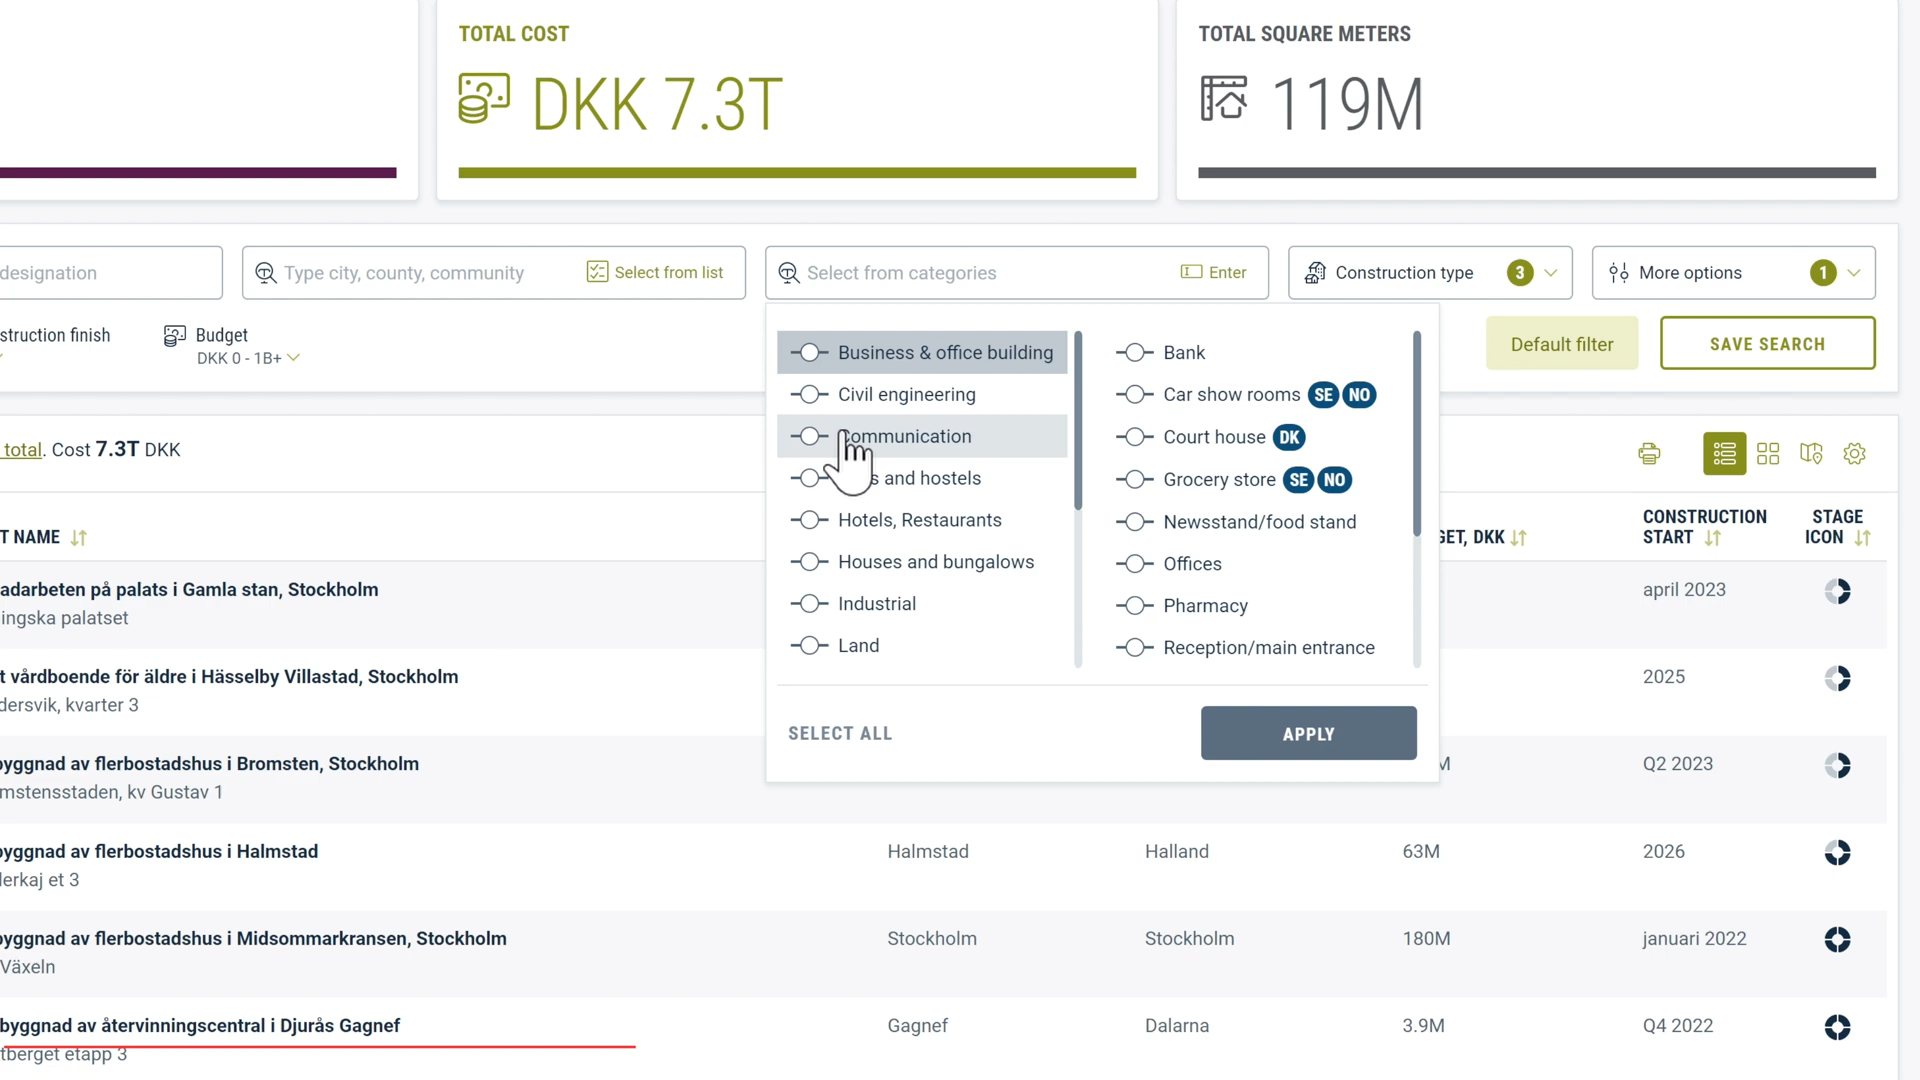 TOTAL COST
DKK 7.3T
TOTAL SQUARE METERS
119M
designation
Type city, county, community
Select from list
Select from categories
Enter
Construction type
3
More options
1
struction finish
Budget
DKK 0 - 1B+
Default filter
SAVE SEARCH
Business & office building
Civil engineering
ommunication
s and hostels
Hotels, Restaurants
Houses and bungalows
Industrial
Land
Bank
Car show rooms SE NO
Court house DK
Grocery store SE NO
Newsstand/food stand
Offices
Pharmacy
Reception/main entrance
SELECT ALL
APPLY
total. Cost 7.3T DKK
T NAME
GET, DKK
CONSTRUCTION
START
STAGE
ICON
adarbeten på palats i Gamla stan, Stockholm
april 2023
ingska palatset
t vårdboende för äldre i Hässelby Villastad, Stockholm
2025
dersvik, kvarter 3
byggnad av flerbostadshus i Bromsten, Stockholm
M
Q2 2023
mstensstaden, kv Gustav 1
byggnad av flerbostadshus i Halmstad
Halmstad
Halland
63M
2026
lerkaj et 3
byggnad av flerbostadshus i Midsommarkransen, Stockholm
Stockholm
Stockholm
180M
januari 2022
Växeln
byggnad av återvinningscentral i Djurås Gagnef
Gagnef
Dalarna
3.9M
Q4 2022
tberget etapp 3